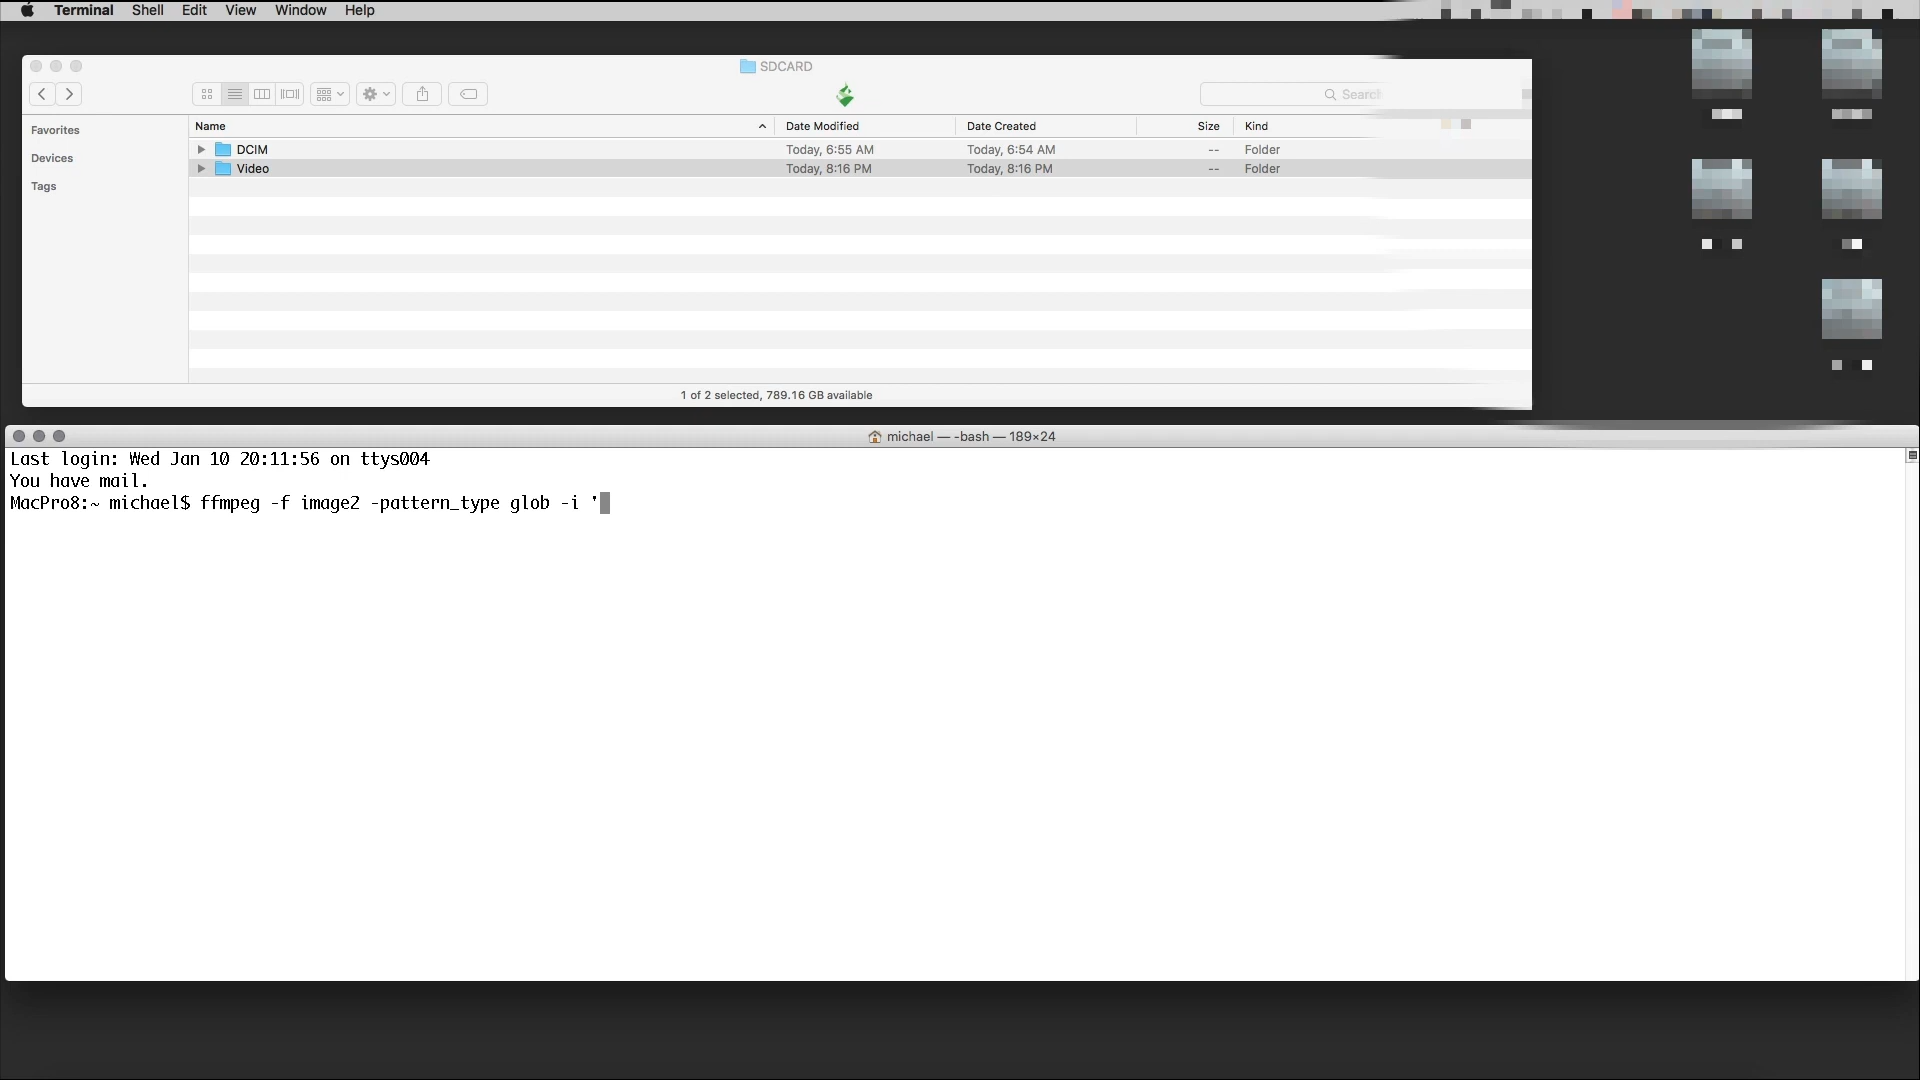 Terminal Shell Edit View Window Help
SDCARD
Search
Favorites
Devices
Tags
Name Date Modified Date Created Size Kind
DCIM Today, 6:55 AM Today, 6:54 AM -- Folder
Video Today, 8:16 PM Today, 8:16 PM -- Folder
1 of 2 selected, 789.16 GB available
michael — -bash — 189×24
Last login: Wed Jan 10 20:11:56 on ttys004
You have mail.
MacPro8:~ michael$ ffmpeg -f image2 -pattern_type glob -i '